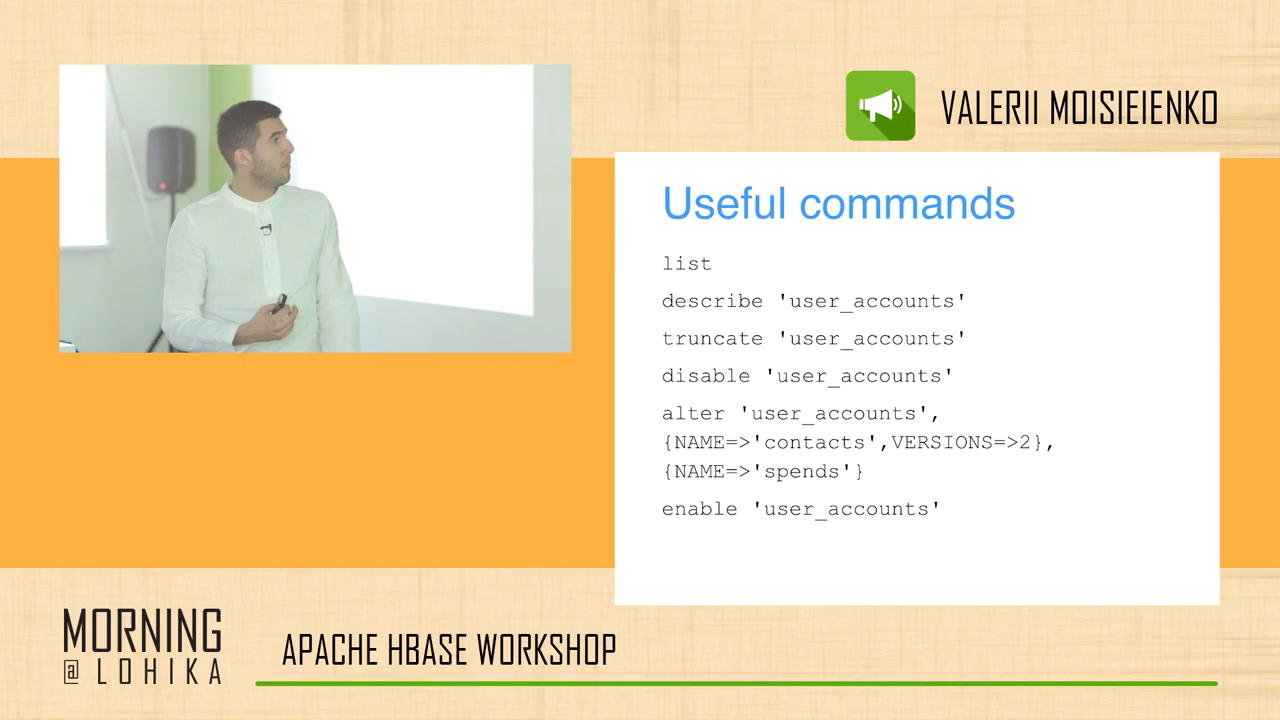 VALERII MOISIEIENKO
Useful commands
list
describe 'user_accounts'
truncate 'user_accounts'
disable 'user_accounts'
alter 'user_accounts',
{NAME=>'contacts',VERSIONS=>2},
{NAME=>'spends'}
enable 'user_accounts'
MORNING
@ LOHIKA
APACHE HBASE WORKSHOP